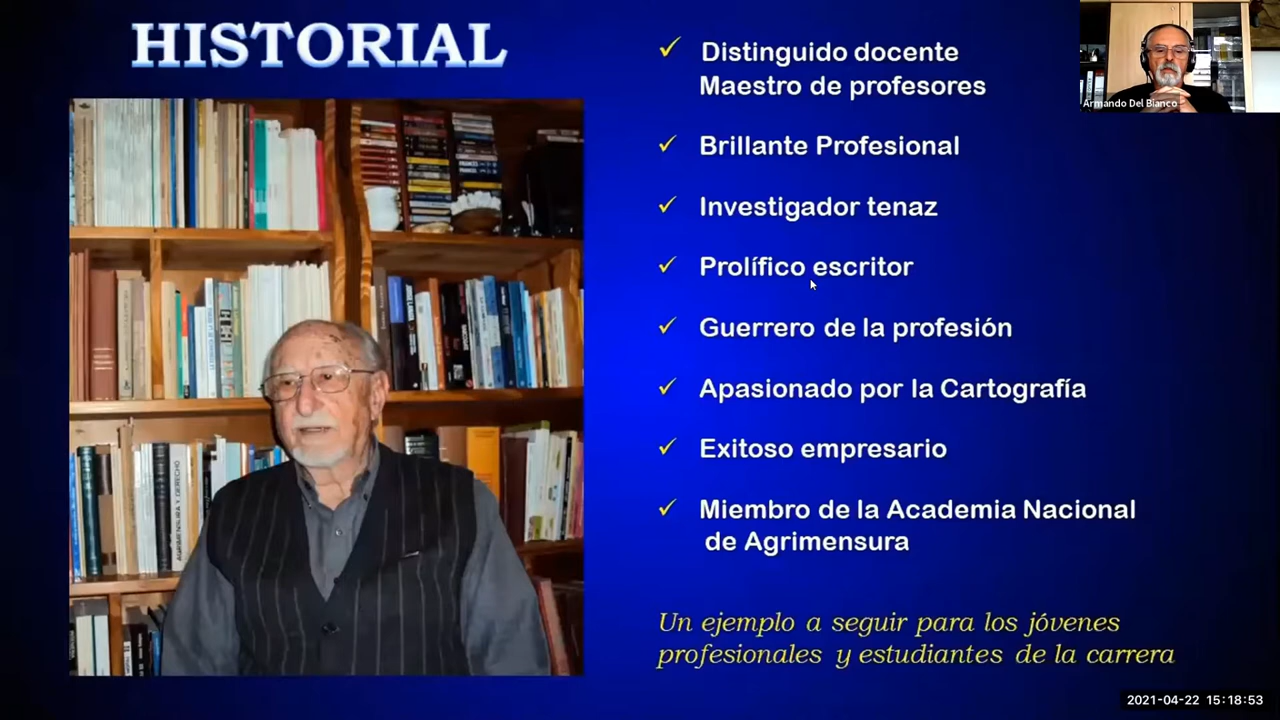 HISTORIAL
✓ Distinguido docente
Maestro de profesores
✓ Brillante Profesional
✓ Investigador tenaz
✓ Prolífico escritor
✓ Guerrero de la profesión
✓ Apasionado por la Cartografía
✓ Exitoso empresario
✓ Miembro de la Academia Nacional
de Agrimensura
Un ejemplo a seguir para los jóvenes
profesionales y estudiantes de la carrera
Armando Del Bianco
AGRIMENSURA Y DERECHO
2021-04-22 15:18:53